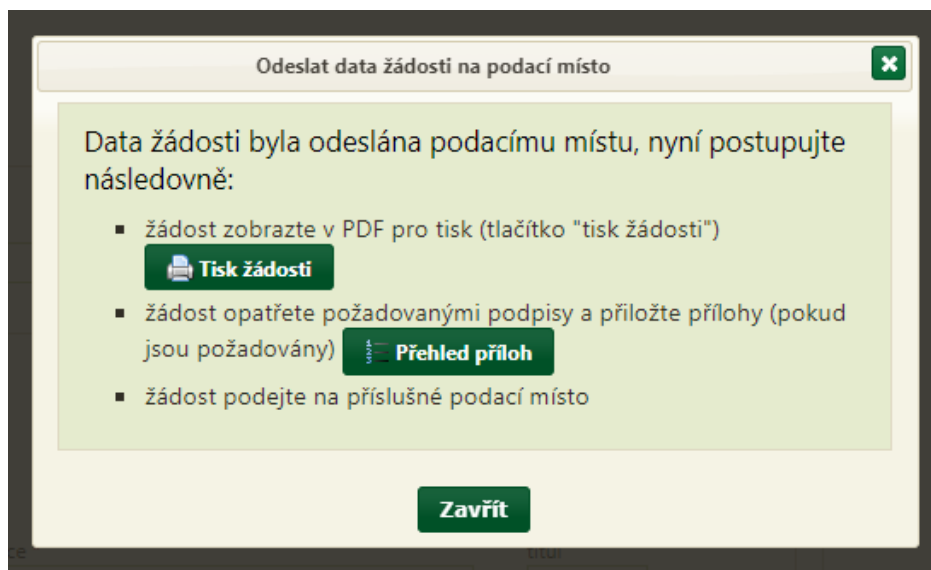 Odeslat data žádosti na podací místo
Data žádosti byla odeslána podacímu místu, nyní postupujte
následovně:
žádost zobrazte v PDF pro tisk (tlačítko "tisk žádosti")
Tisk žádosti
žádost opatřete požadovanými podpisy a přiložte přílohy (pokud
jsou požadovány) Přehled příloh
žádost podejte na příslušné podací místo
Zavřít
ce titul